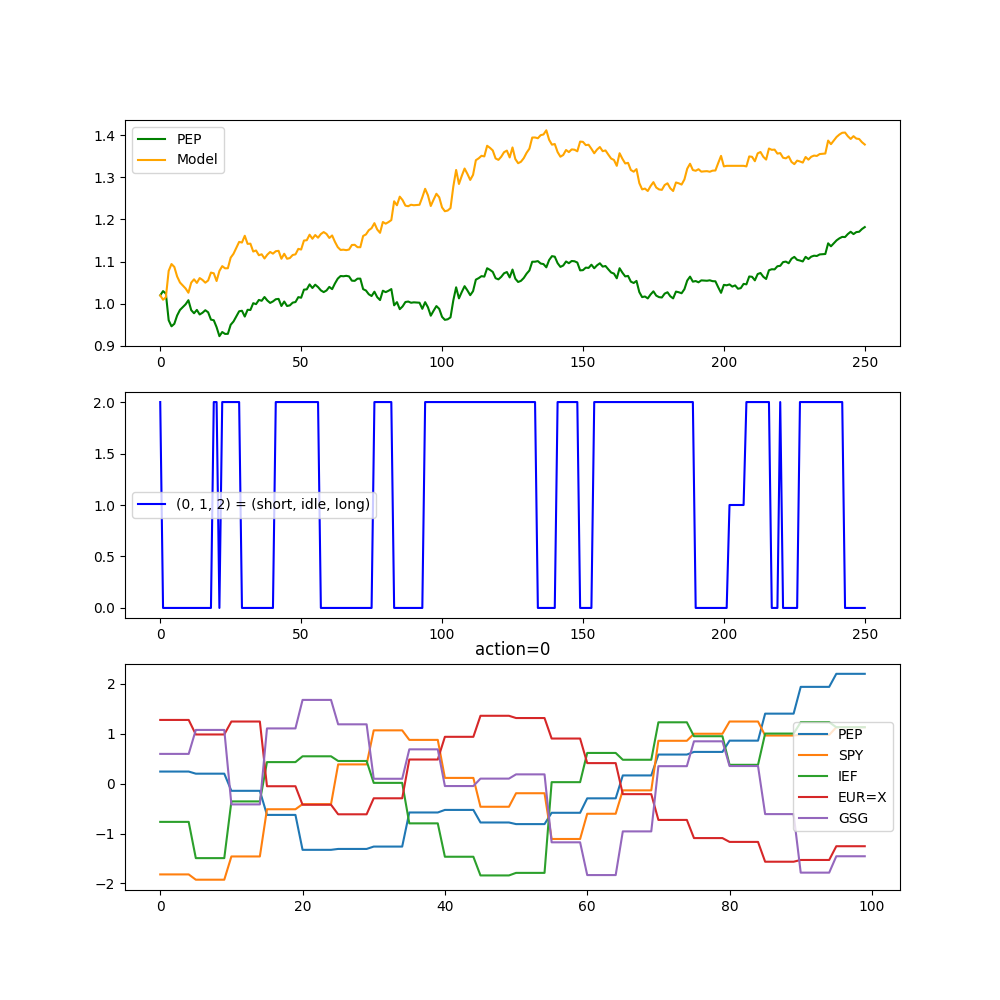 1.4
1.3
1.2
1.1
1.0
0.9
PEP
Model
0 50 100 150 200 250
2.0
1.5
1.0
0.5
0.0
(0, 1, 2) = (short, idle, long)
0 50 100 150 200 250
action=0
2
1
0
−1
−2
PEP
SPY
IEF
EUR=X
GSG
0 20 40 60 80 100